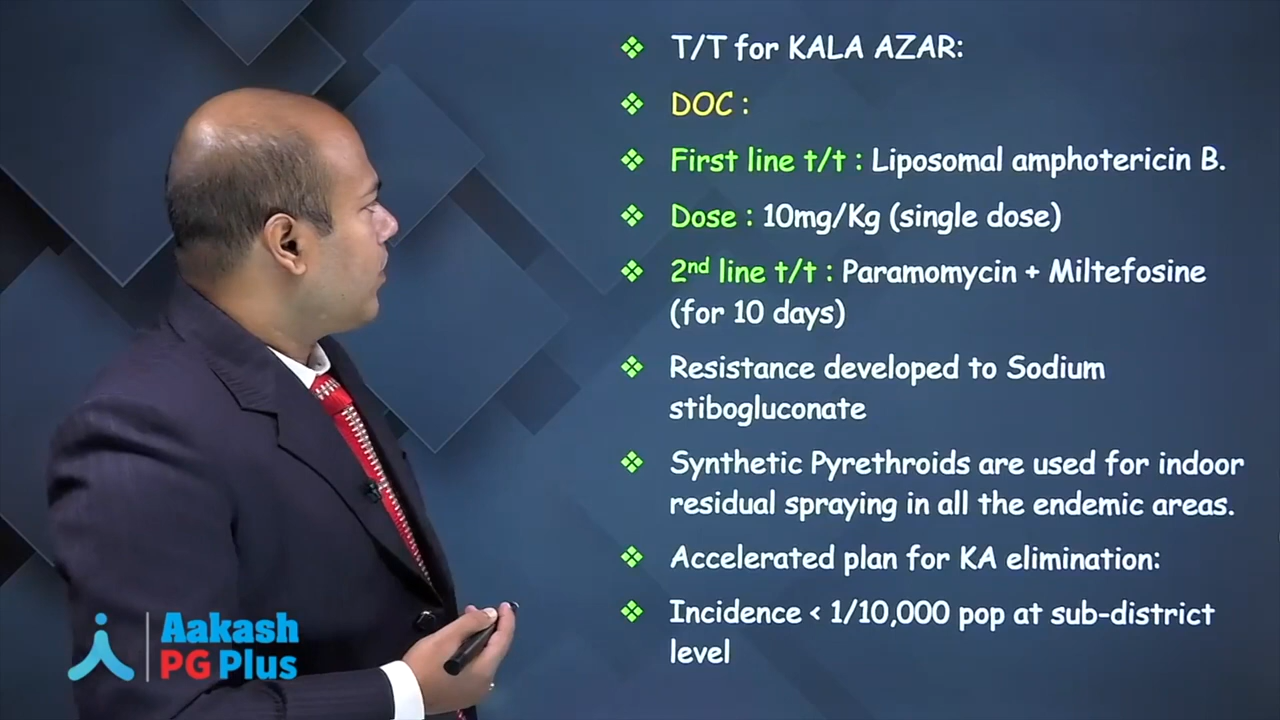 T/T for KALA AZAR:
DOC :
First line t/t : Liposomal amphotericin B.
Dose : 10mg/Kg (single dose)
2nd line t/t : Paramomycin + Miltefosine
(for 10 days)
Resistance developed to Sodium
stibogluconate
Synthetic Pyrethroids are used for indoor
residual spraying in all the endemic areas.
Accelerated plan for KA elimination:
Incidence < 1/10,000 pop at sub-district
level
Aakash
PG Plus